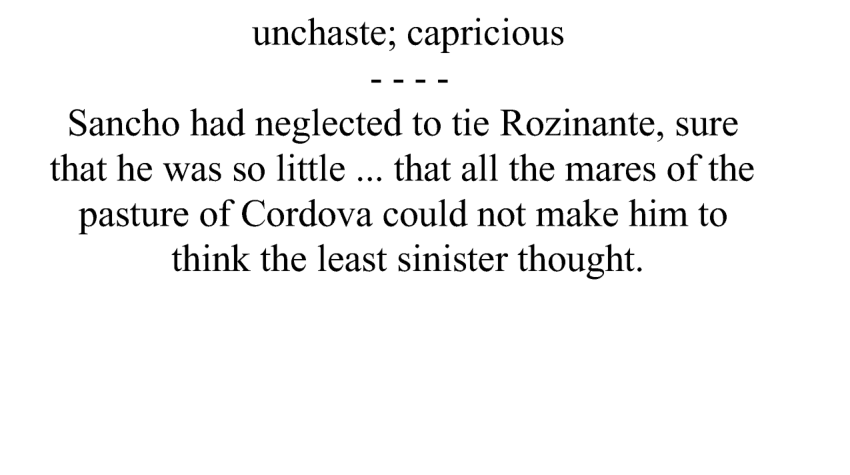 unchaste; capricious
- - - -
Sancho had neglected to tie Rozinante, sure
that he was so little ... that all the mares of the
pasture of Cordova could not make him to
think the least sinister thought.